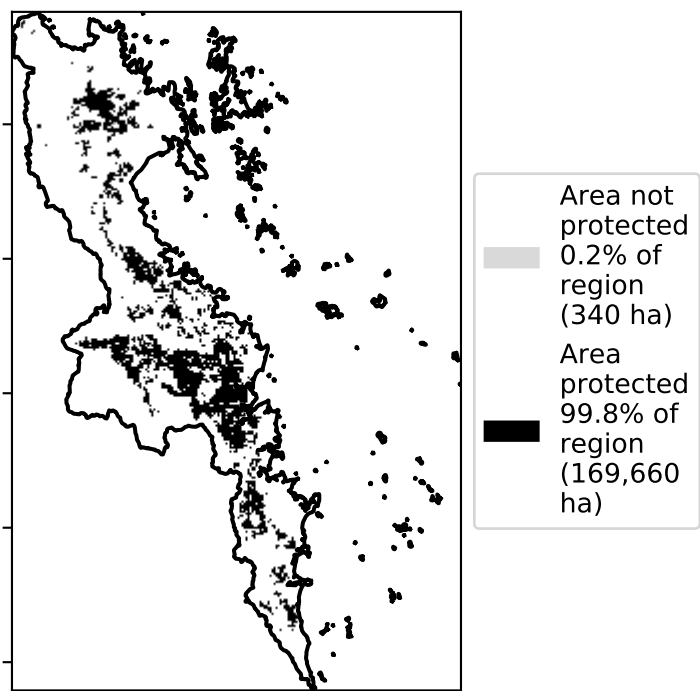 Area not
protected
0.2% of
region
(340 ha)
Area
protected
99.8% of
region
(169,660
ha)